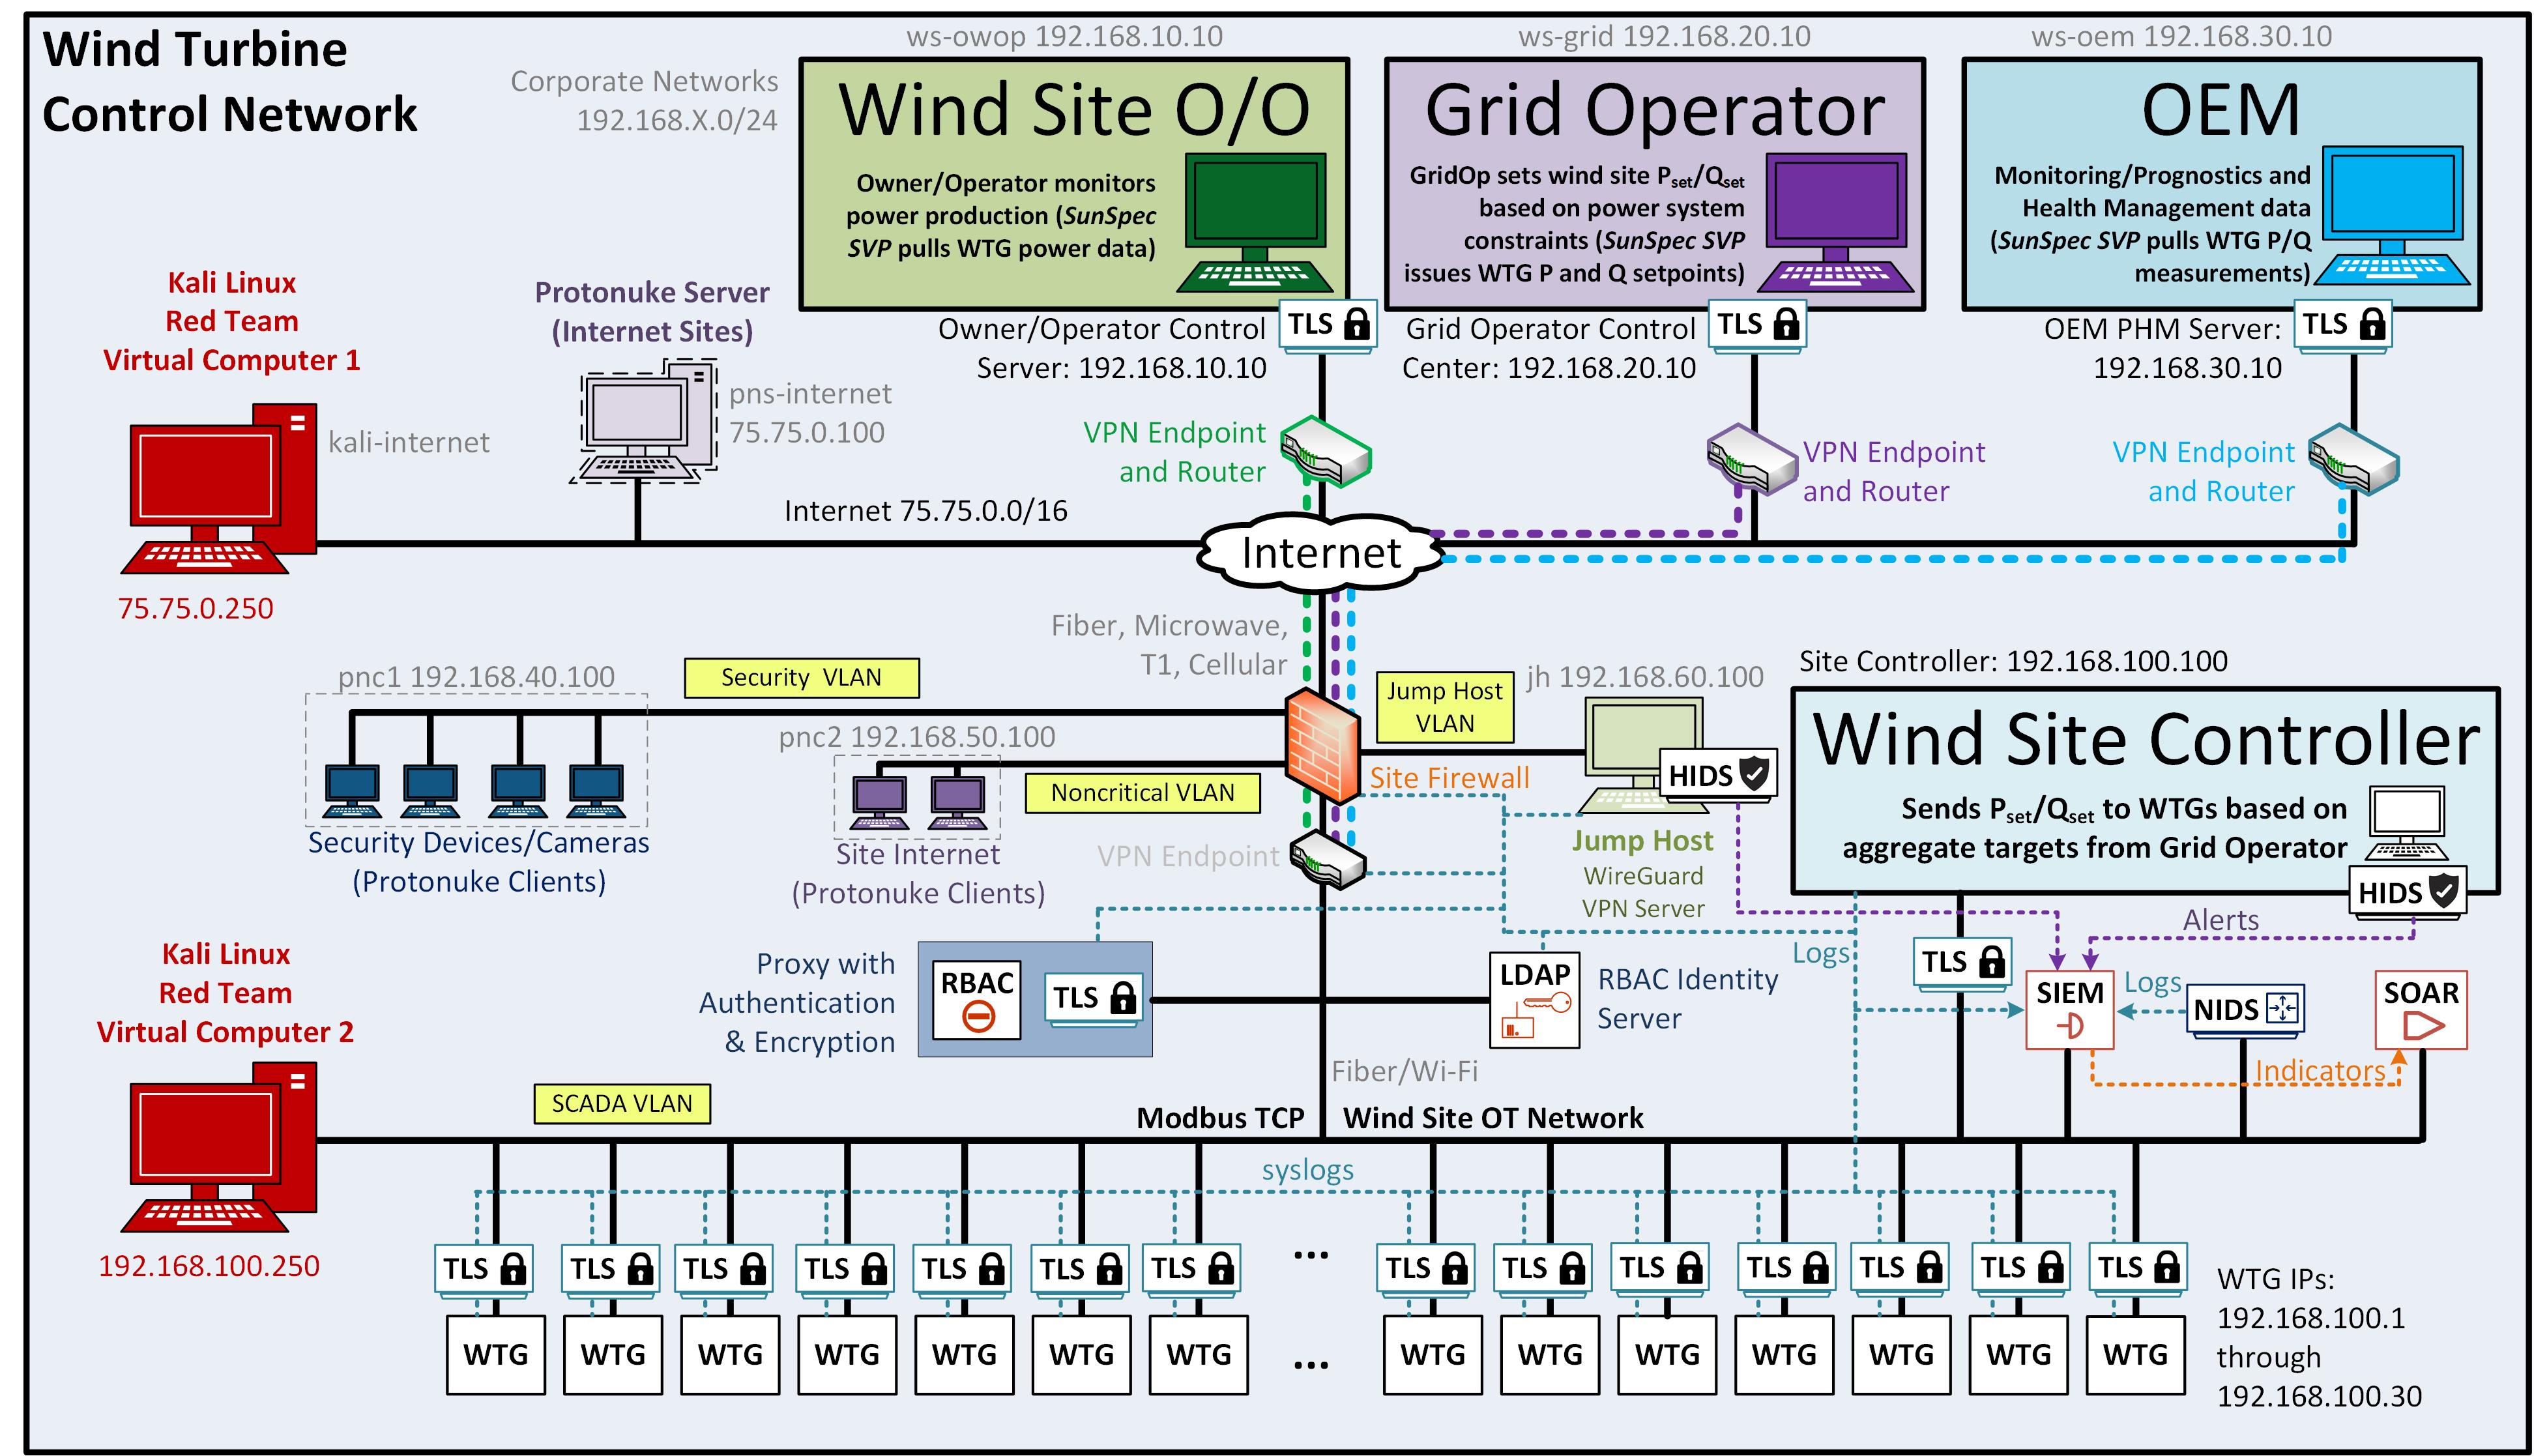 Wind Turbine
Control Network
Corporate Networks
192.168.X.0/24
ws-owop 192.168.10.10
Wind Site O/O
Owner/Operator monitors
power production (SunSpec
SVP pulls WTG power data)
ws-grid 192.168.20.10
Grid Operator
GridOp sets wind site Pset/Qset
based on power system
constraints (SunSpec SVP
issues WTG P and Q setpoints)
ws-oem 192.168.30.10
OEM
Monitoring/Prognostics and
Health Management data
(SunSpec SVP pulls WTG P/Q
measurements)
Kali Linux
Red Team
Virtual Computer 1
kali-internet
75.75.0.250
Protonuke Server
(Internet Sites)
pns-internet
75.75.0.100
Owner/Operator Control
Server: 192.168.10.10
TLS
Grid Operator Control
Center: 192.168.20.10
TLS
OEM PHM Server:
192.168.30.10
TLS
VPN Endpoint
and Router
VPN Endpoint
and Router
VPN Endpoint
and Router
Internet 75.75.0.0/16
Internet
Fiber, Microwave,
T1, Cellular
pnc1 192.168.40.100
Security VLAN
Security Devices/Cameras
(Protonuke Clients)
pnc2 192.168.50.100
Noncritical VLAN
Site Internet
(Protonuke Clients)
Jump Host
VLAN
jh 192.168.60.100
Site Firewall
HIDS
Jump Host
WireGuard
VPN Server
VPN Endpoint
Site Controller: 192.168.100.100
Wind Site Controller
Sends Pset/Qset to WTGs based on
aggregate targets from Grid Operator
HIDS
Alerts
Proxy with
Authentication
& Encryption
RBAC
TLS
LDAP
RBAC Identity
Server
Logs
TLS
SIEM
Logs
NIDS
SOAR
Indicators
Fiber/Wi-Fi
Kali Linux
Red Team
Virtual Computer 2
192.168.100.250
SCADA VLAN
Modbus TCP
Wind Site OT Network
syslogs
TLS TLS TLS TLS TLS TLS TLS ... TLS TLS TLS TLS TLS TLS TLS
WTG WTG WTG WTG WTG WTG WTG ... WTG WTG WTG WTG WTG WTG WTG
WTG IPs:
192.168.100.1
through
192.168.100.30